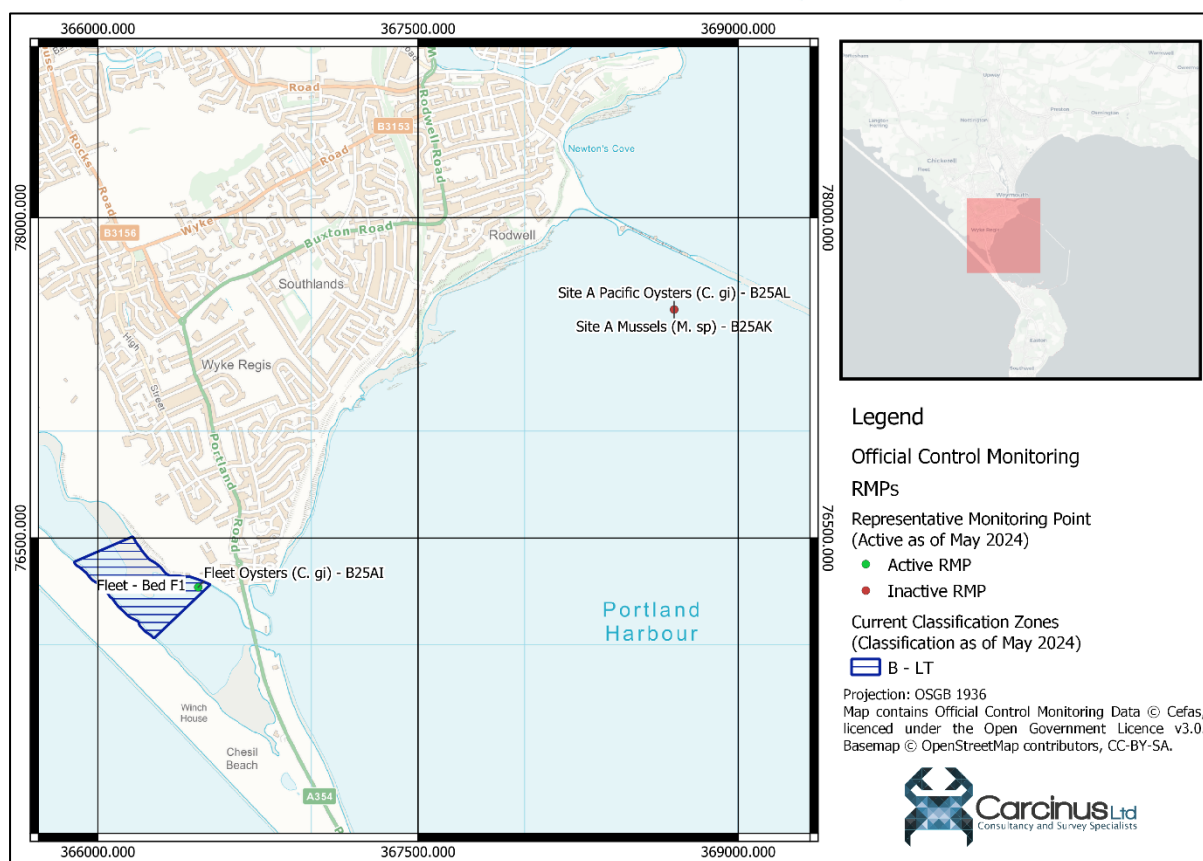 366000.000
367500.000
369000.000
78000.000
76500.000
78000.000
76500.000
Rocks
Road
Road
B3153
B3156
Wyke
Road
Buxton Road
Rodwell Road
Newton's Cove
Rodwell
Southlands
High
Street
Wyke Regis
Portland
Road
Site A Pacific Oysters (C. gi) - B25AL
Site A Mussels (M. sp) - B25AK
Fleet Oysters (C. gi) - B25AI
Fleet - Bed F1
Portland
Harbour
Winch
House
Chesil
Beach
A354
366000.000
367500.000
369000.000
Chickerell
Weymouth
Wyke Regis
Legend
Official Control Monitoring
RMPs
Representative Monitoring Point
(Active as of May 2024)
Active RMP
Inactive RMP
Current Classification Zones
(Classification as of May 2024)
B - LT
Projection: OSGB 1936
Map contains Official Control Monitoring Data © Cefas,
licenced under the Open Government Licence v3.0.
Basemap © OpenStreetMap contributors, CC-BY-SA.
Carcinus Ltd
Consultancy and Survey Specialists